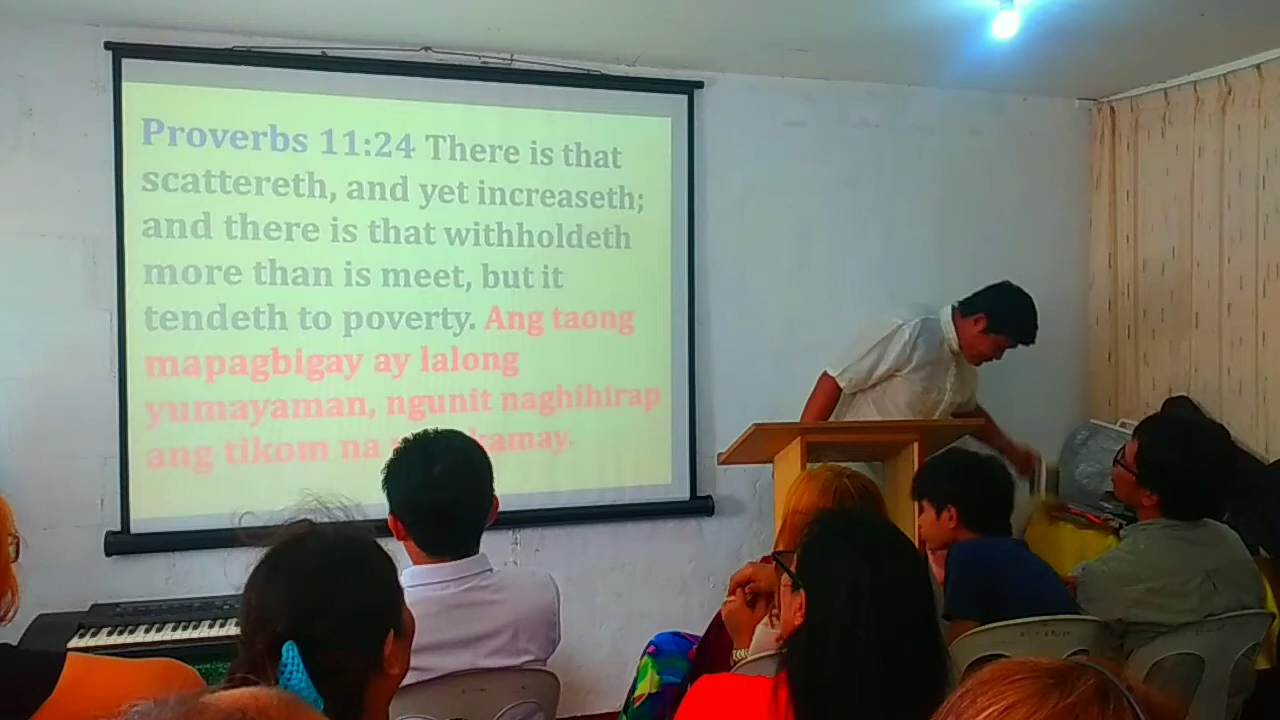 Proverbs 11:24 There is that
scattereth, and yet increaseth;
and there is that withholdeth
more than is meet, but it
tendeth to poverty. Ang taong
mapagbigay ay lalong
yumayaman, ngunit naghihirap
ang tikom na